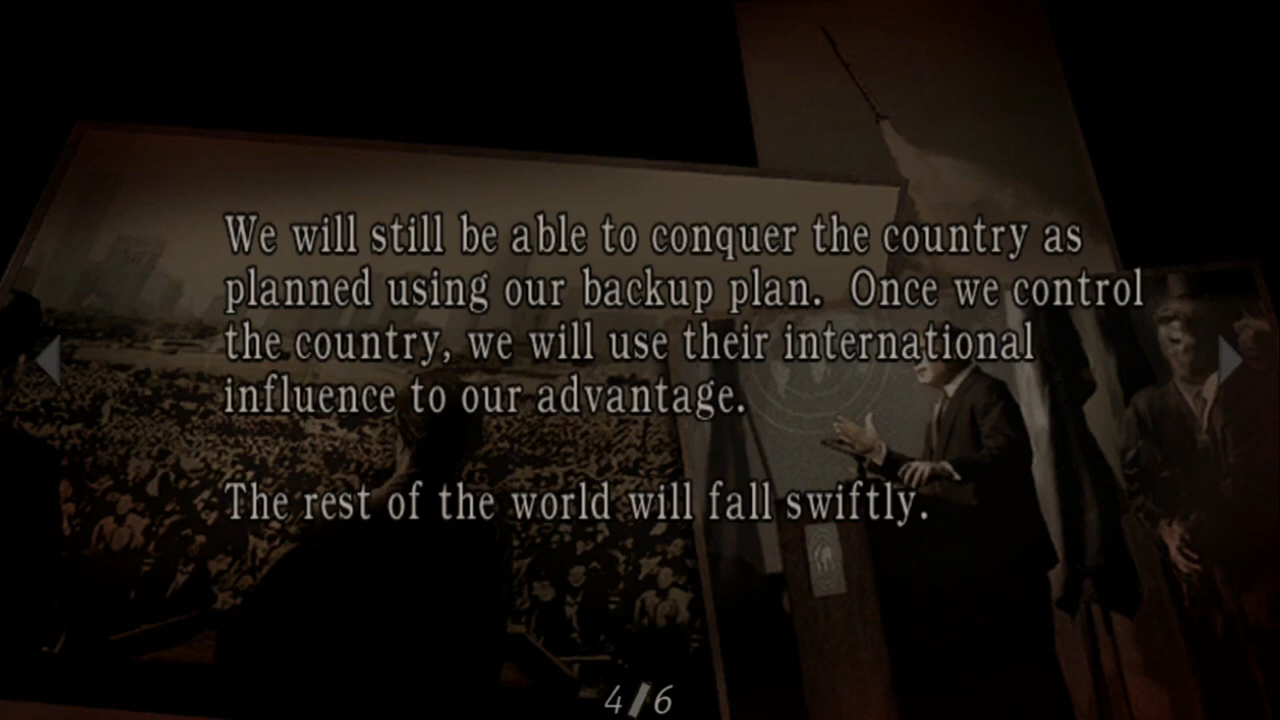 We will still be able to conquer the country as
planned using our backup plan. Once we control
the country, we will use their international
influence to our advantage.
The rest of the world will fall swiftly.
4/6